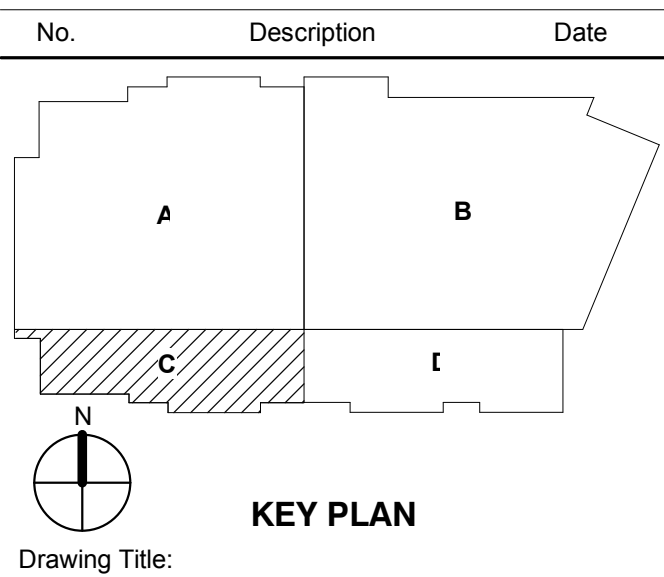 No. Description Date
A B
C D
N
KEY PLAN
Drawing Title: